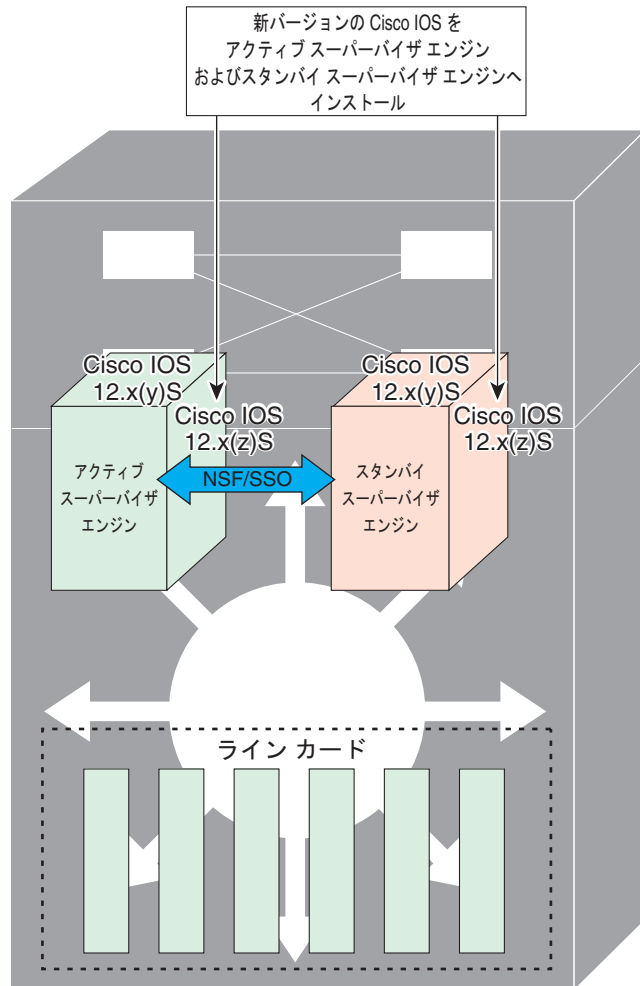 新バージョンの Cisco IOS を
アクティブ スーパーバイザ エンジン
およびスタンバイ スーパーバイザ エンジンへ
インストール
Cisco IOS
12.x(y)S
Cisco IOS
12.x(z)S
Cisco IOS
12.x(y)S
Cisco IOS
12.x(z)S
アクティブ
スーパーバイザ
エンジン
NSF/SSO
スタンバイ
スーパーバイザ
エンジン
ライン カード